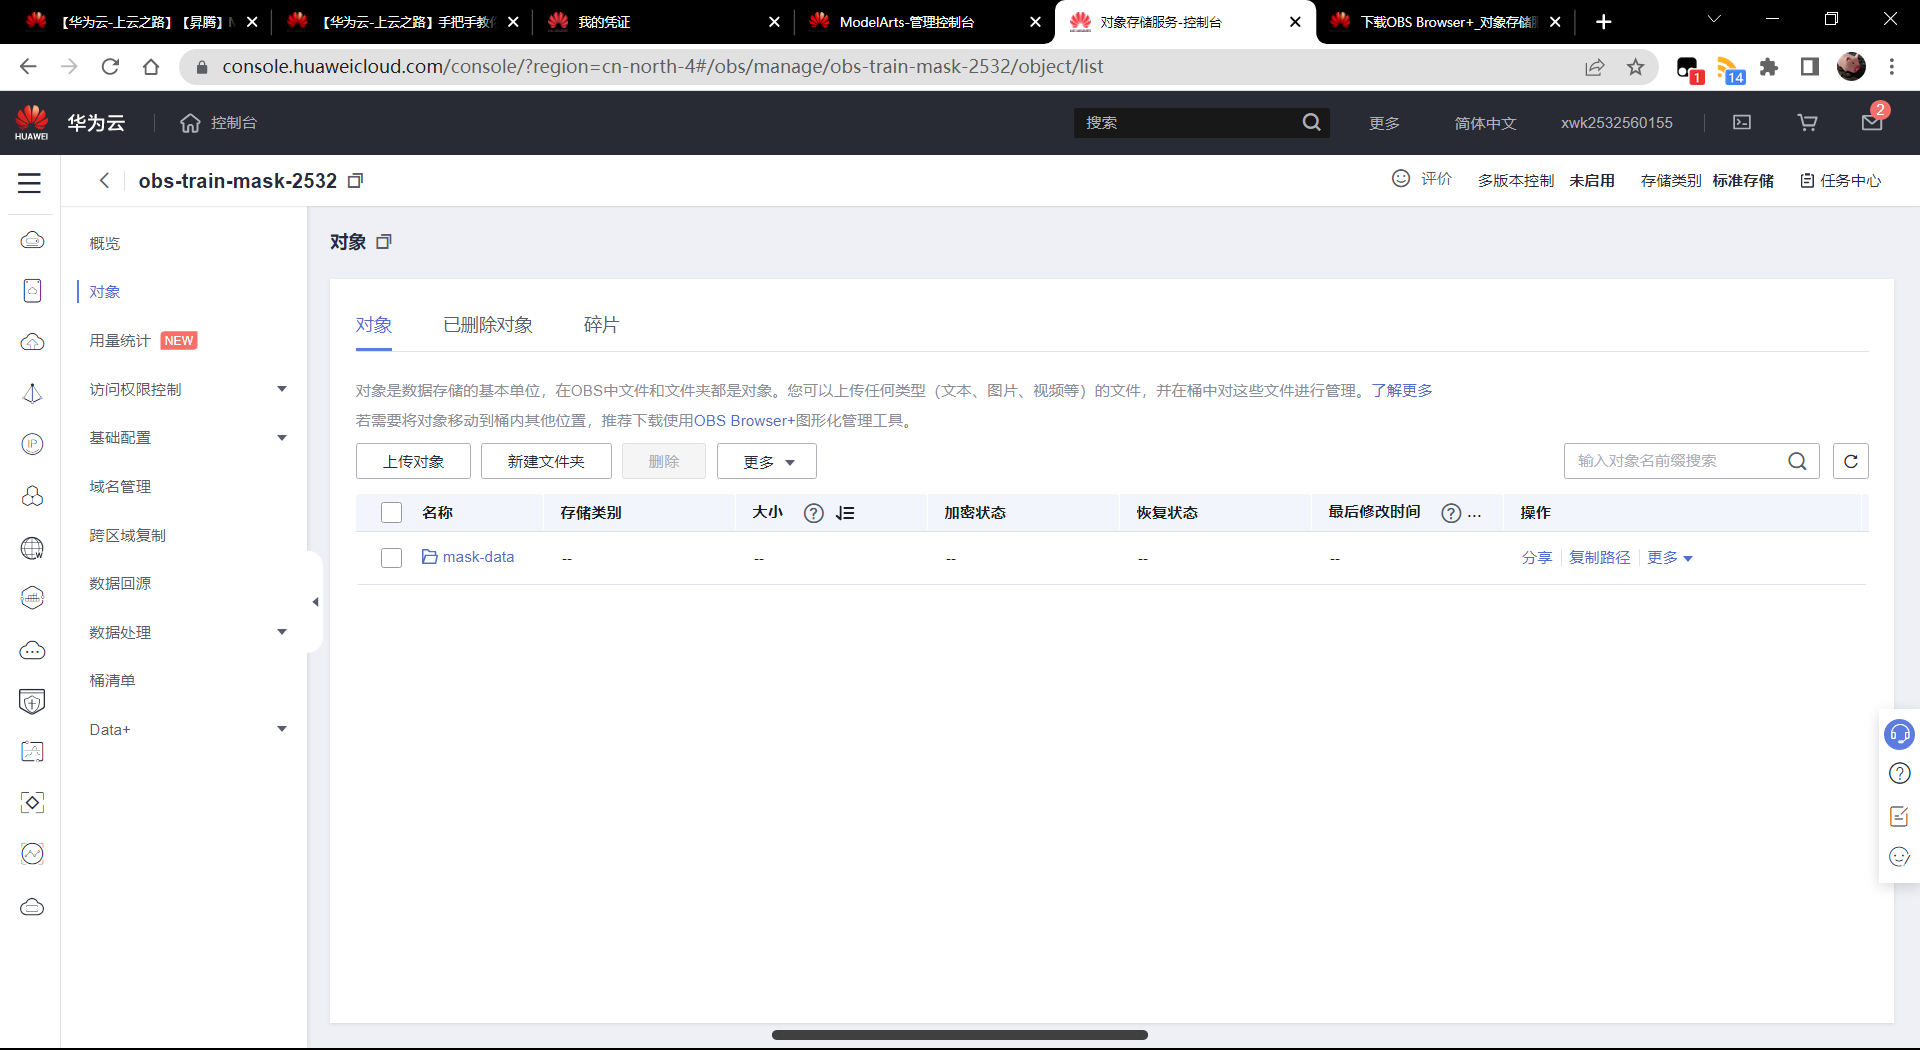 【华为云-上云之路】【昇腾】
【华为云-上云之路】手把手教
我的凭证
ModelArts-管理控制台
对象存储服务-控制台
下载OBS Browser+_对象存储
console.huaweicloud.com/console/?region=cn-north-4#/obs/manage/obs-train-mask-2532/object/list
1
14
HUAWEI
华为云
控制台
搜索
更多
简体中文
xwk2532560155
2
obs-train-mask-2532
评价
多版本控制 未启用
存储类别 标准存储
任务中心
概览
对象
用量统计 NEW
访问权限控制
基础配置
域名管理
跨区域复制
数据回源
数据处理
桶清单
Data+
IP
W
对象
对象
已删除对象
碎片
对象是数据存储的基本单位，在OBS中文件和文件夹都是对象。您可以上传任何类型（文本、图片、视频等）的文件，并在桶中对这些文件进行管理。了解更多
若需要将对象移动到桶内其他位置，推荐下载使用OBS Browser+图形化管理工具。
上传对象
新建文件夹
删除
更多
输入对象名前缀搜索
名称 存储类别 大小 加密状态 恢复状态 最后修改时间 ... 操作
mask-data -- -- -- -- -- 分享 复制路径 更多